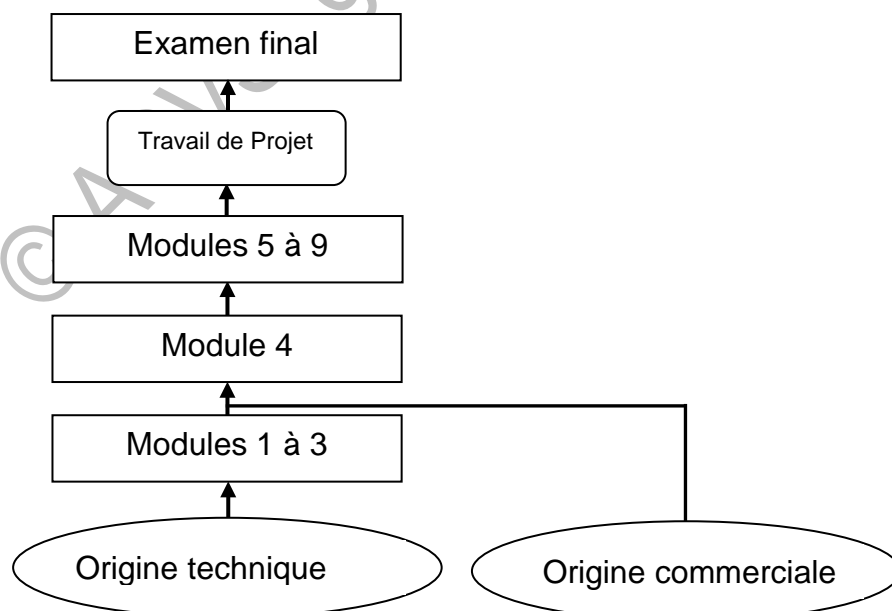 Examen final
Travail de Projet
Modules 5 à 9
Module 4
Modules 1 à 3
Origine technique
Origine commerciale